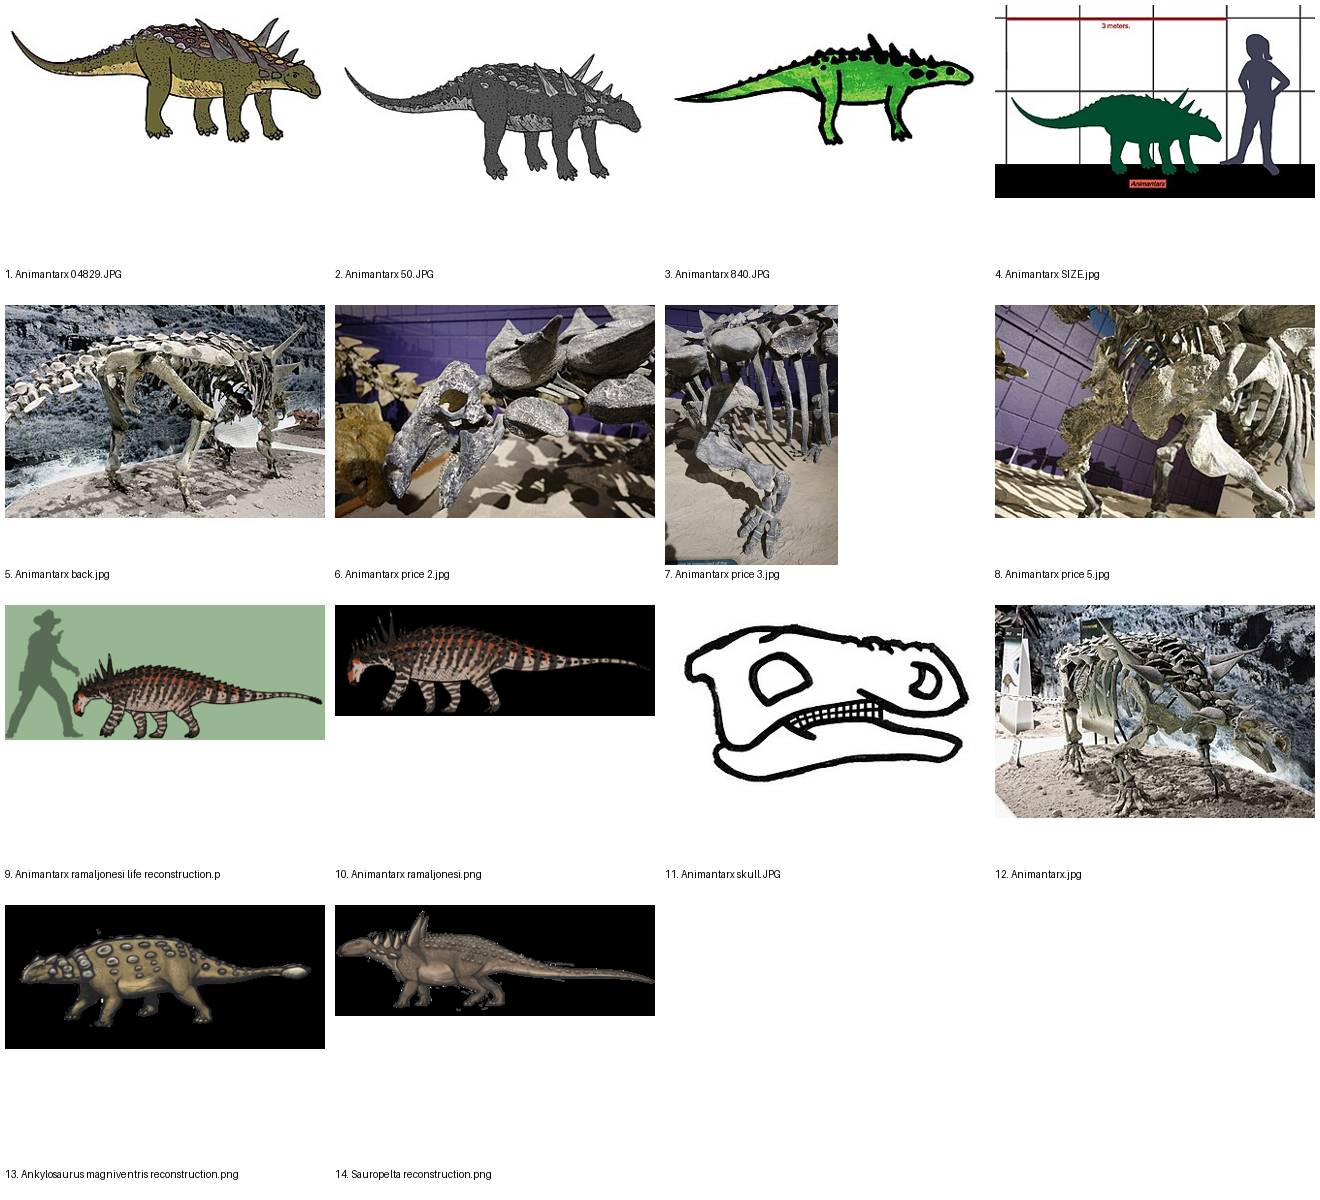 3 meters.
Animantarx
1. Animantarx 04829.JPG
2. Animantarx 50.JPG
3. Animantarx 840.JPG
4. Animantarx SIZE.jpg
5. Animantarx back.jpg
6. Animantarx price 2.jpg
7. Animantarx price 3.jpg
8. Animantarx price 5.jpg
9. Animantarx ramaljonesi life reconstruction.p
10. Animantarx ramaljonesi.png
11. Animantarx skull.JPG
12. Animantarx.jpg
13. Ankylosaurus magniventris reconstruction.png
14. Sauropelta reconstruction.png